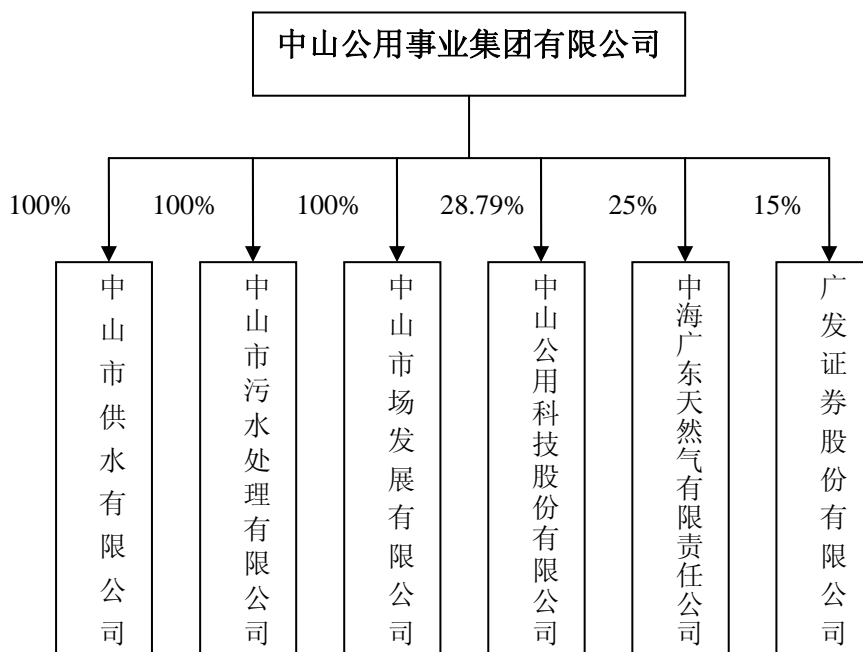 中山公用事业集团有限公司
100% 100% 100% 28.79% 25% 15%
中山市供水有限公司
中山市污水处理有限公司
中山市场发展有限公司
中山公用科技股份有限公司
中海广东天然气有限责任公司
广发证券股份有限公司